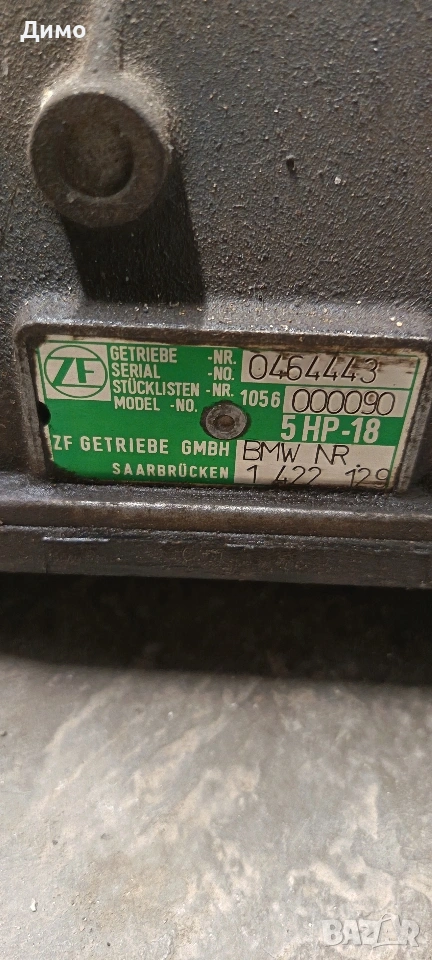 Димо
ZF
GETRIEBE -NR. 0464443
SERIAL -NO.
STÜCKLISTEN -NR. 1056 000090
MODEL -NO.
5 HP-18
ZF GETRIEBE GMBH BMW NR
SAARBRÜCKEN 1 422 129
BAZAR